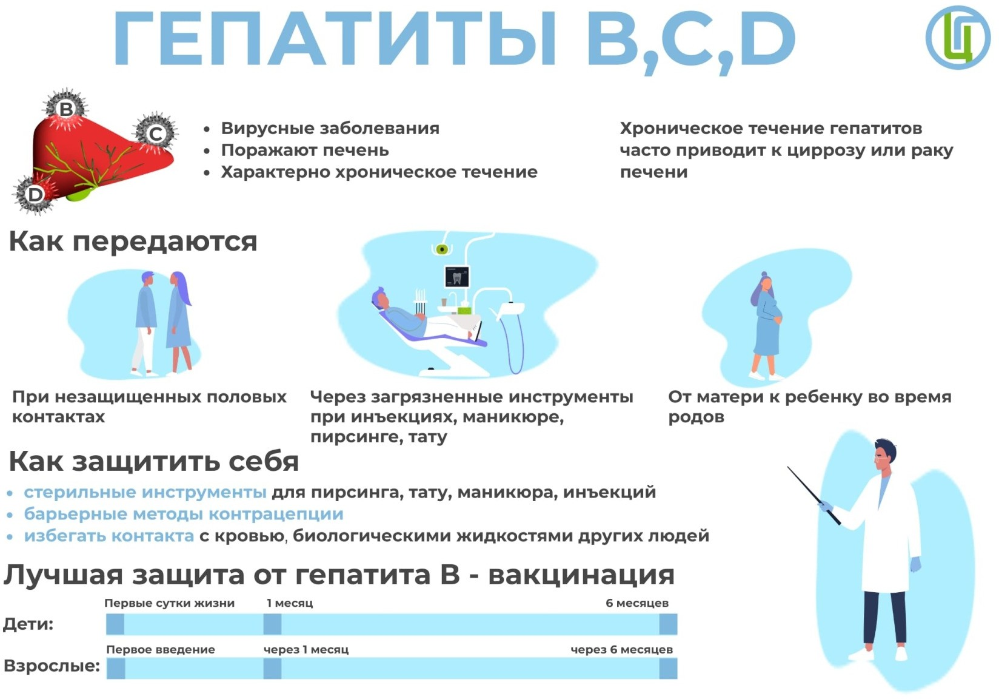 ГЕПАТИТЫ B,C,D
B
C
D
• Вирусные заболевания
• Поражают печень
• Характерно хроническое течение
Хроническое течение гепатитов
часто приводит к циррозу или раку
печени
Как передаются
При незащищенных половых
контактах
Через загрязненные инструменты
при инъекциях, маникюре,
пирсинге, тату
От матери к ребенку во время
родов
Как защитить себя
• стерильные инструменты для пирсинга, тату, маникюра, инъекций
• барьерные методы контрацепции
• избегать контакта с кровью, биологическими жидкостями других людей
Лучшая защита от гепатита В - вакцинация
Первые сутки жизни 1 месяц 6 месяцев
Дети:
Первое введение через 1 месяц через 6 месяцев
Взрослые: